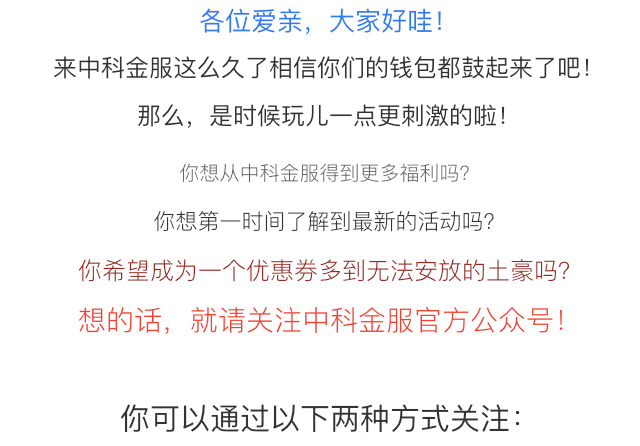 各位爱亲，大家好哇！
来中科金服这么久了相信你们的钱包都鼓起来了吧！
那么，是时候玩儿一点更刺激的啦！
你想从中科金服得到更多福利吗？
你想第一时间了解到最新的活动吗？
你希望成为一个优惠券多到无法安放的土豪吗？
想的话，就请关注中科金服官方公众号！
你可以通过以下两种方式关注：